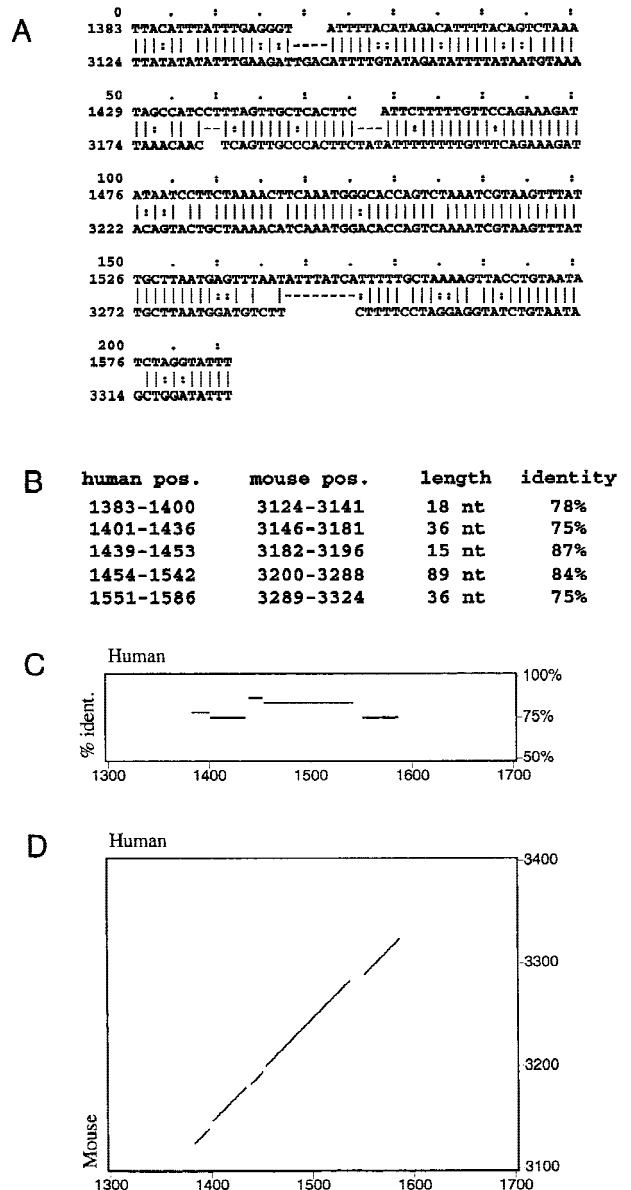 A
0 . : . : . : . : . :
1383 TTACATTTATTTGAGGGT    ATTTTACATAGACATTTTACAGTCTAAA
||||:|||||||:|:----|||||::||||:||||||:||:||||
3124 TTATATATATTTGAAGATTGACATTTTGTATAGATATTTTATAATGTAAA
50 . : . : . : . : . :
1429 TAGCCATCCTTTAGTTGCTCACTTCC   ATTCTTTTTGTTCCAGAAAGAT
3174 TAAACAAC  TCAGTTGCCCACTTCTATATTTTTTTTTGTTTCAGAAAGAT
100 . : . : . : . : . :
1476 ATAATCCTTCTAAAACTTCAAATGGGCACCAGTCTAAATCGTAAGTTTAT
3222 ACAGTACTGCTAAAACATCAAATGGACACCAGTCAAAATCGTAAGTTTAT
150 . : . : . : . : . :
1526 TGCTTAATGAGTTTAATATTTATCATTTTTGCTAAAAGTTACCTGTAATA
3272 TGCTTAATGGATGTCTT        CTTTTCCTAGGAGGTATCTGTAATA
200 . :
1576 TCTAGGTATTT
||:|:|||||
3314 GCTGGATATTT
B
human pos. mouse pos. length identity
1383-1400 3124-3141 18 nt 78%
1401-1436 3146-3181 36 nt 75%
1439-1453 3182-3196 15 nt 87%
1454-1542 3200-3288 89 nt 84%
1551-1586 3289-3324 36 nt 75%
C
Human
% ident.
100%
75%
50%
1300 1400 1500 1600 1700
D
Human
Mouse
3400
3300
3200
3100
1300 1400 1500 1600 1700